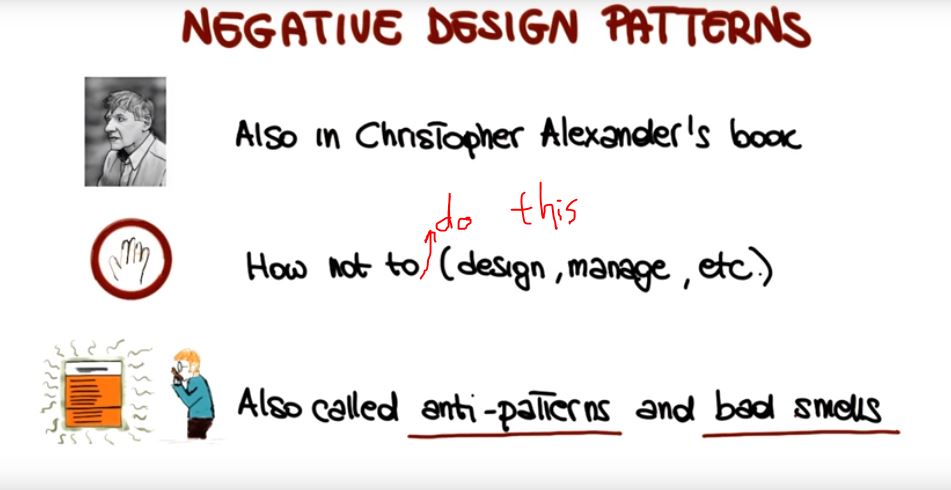 NEGATIVE DESIGN PATTERNS
Also in Christopher Alexander's book
do this
How not to (design, manage, etc.)
Also called anti-patterns and bad smells